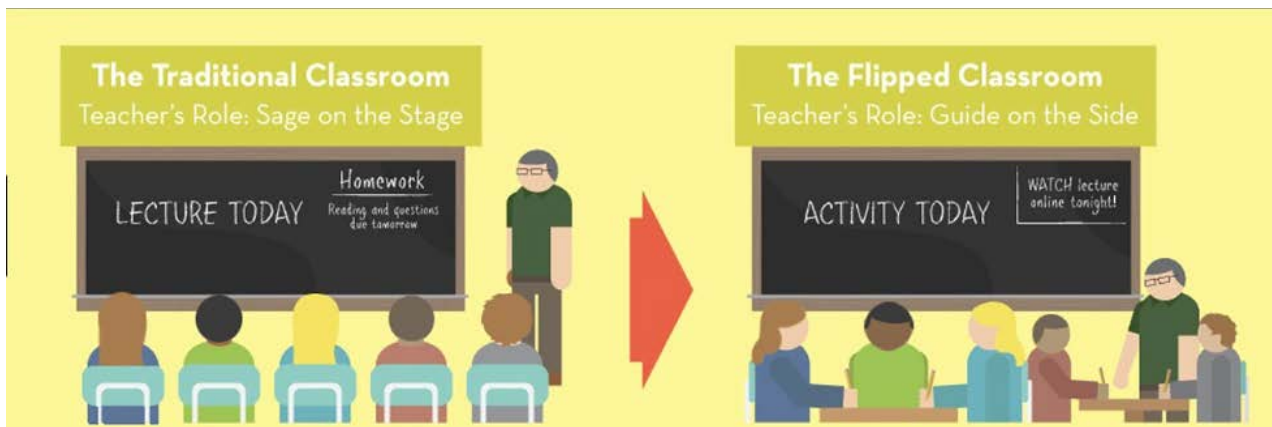 The Traditional Classroom
Teacher's Role: Sage on the Stage
LECTURE TODAY
Homework
Reading and questions
due tomorrow
The Flipped Classroom
Teacher's Role: Guide on the Side
ACTIVITY TODAY
WATCH lecture
online tonight!